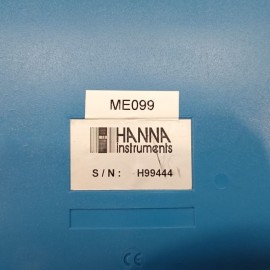 ME099
HANNA
instruments
S / N : H99444
CE